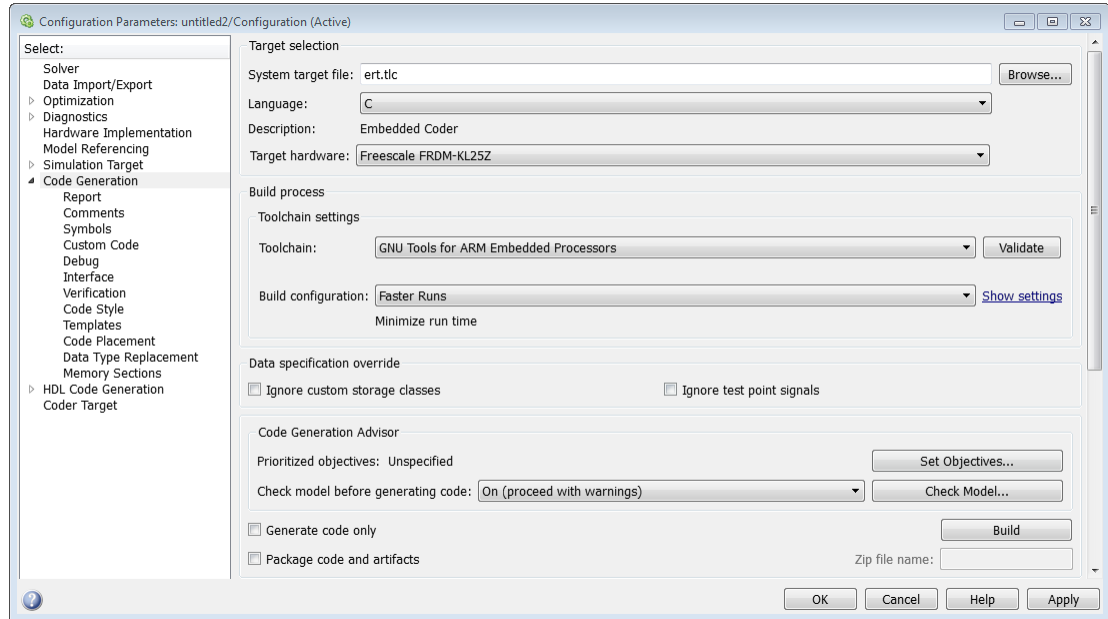 Configuration Parameters: untitled2/Configuration (Active)
Select:
Solver
Data Import/Export
Optimization
Diagnostics
Hardware Implementation
Model Referencing
Simulation Target
Code Generation
Report
Comments
Symbols
Custom Code
Debug
Interface
Verification
Code Style
Templates
Code Placement
Data Type Replacement
Memory Sections
HDL Code Generation
Coder Target
Target selection
System target file: ert.tlc Browse...
Language: C
Description: Embedded Coder
Target hardware: Freescale FRDM-KL25Z
Build process
Toolchain settings
Toolchain: GNU Tools for ARM Embedded Processors Validate
Build configuration: Faster Runs Show settings
Minimize run time
Data specification override
Ignore custom storage classes Ignore test point signals
Code Generation Advisor
Prioritized objectives: Unspecified Set Objectives...
Check model before generating code: On (proceed with warnings) Check Model...
Generate code only Build
Package code and artifacts Zip file name:
? OK Cancel Help Apply